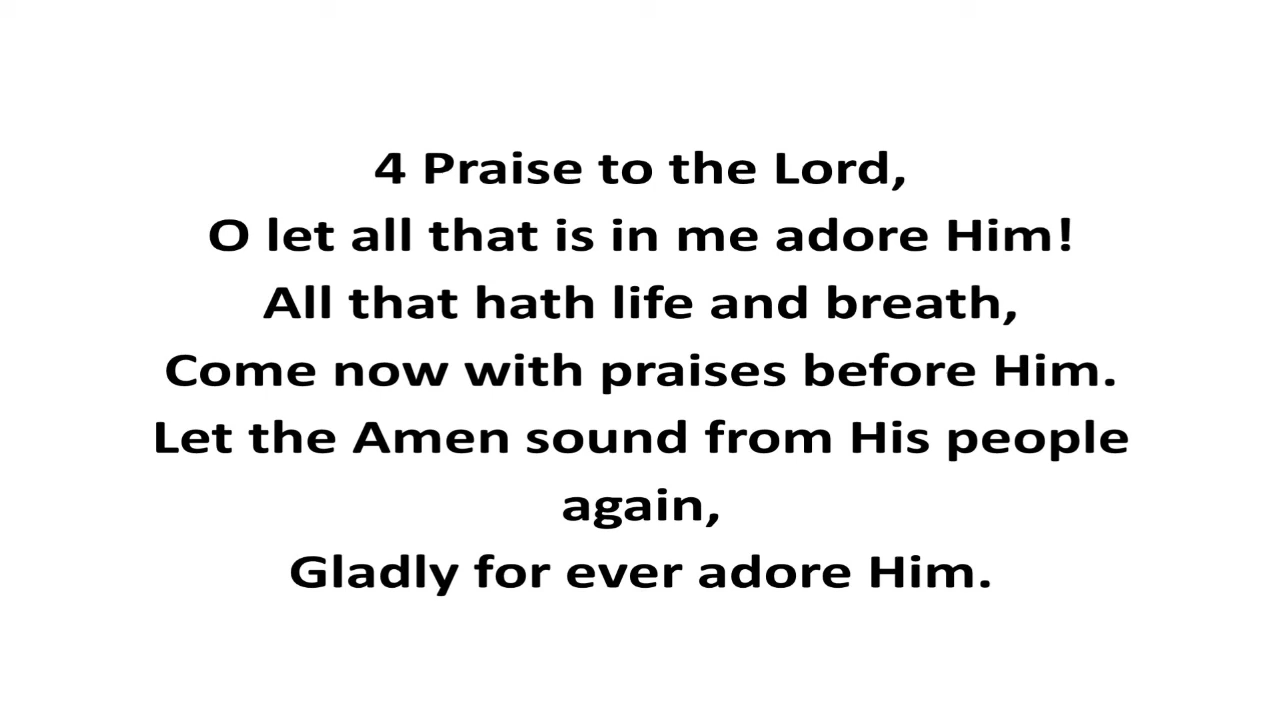 4 Praise to the Lord,
O let all that is in me adore Him!
All that hath life and breath,
Come now with praises before Him.
Let the Amen sound from His people
again,
Gladly for ever adore Him.